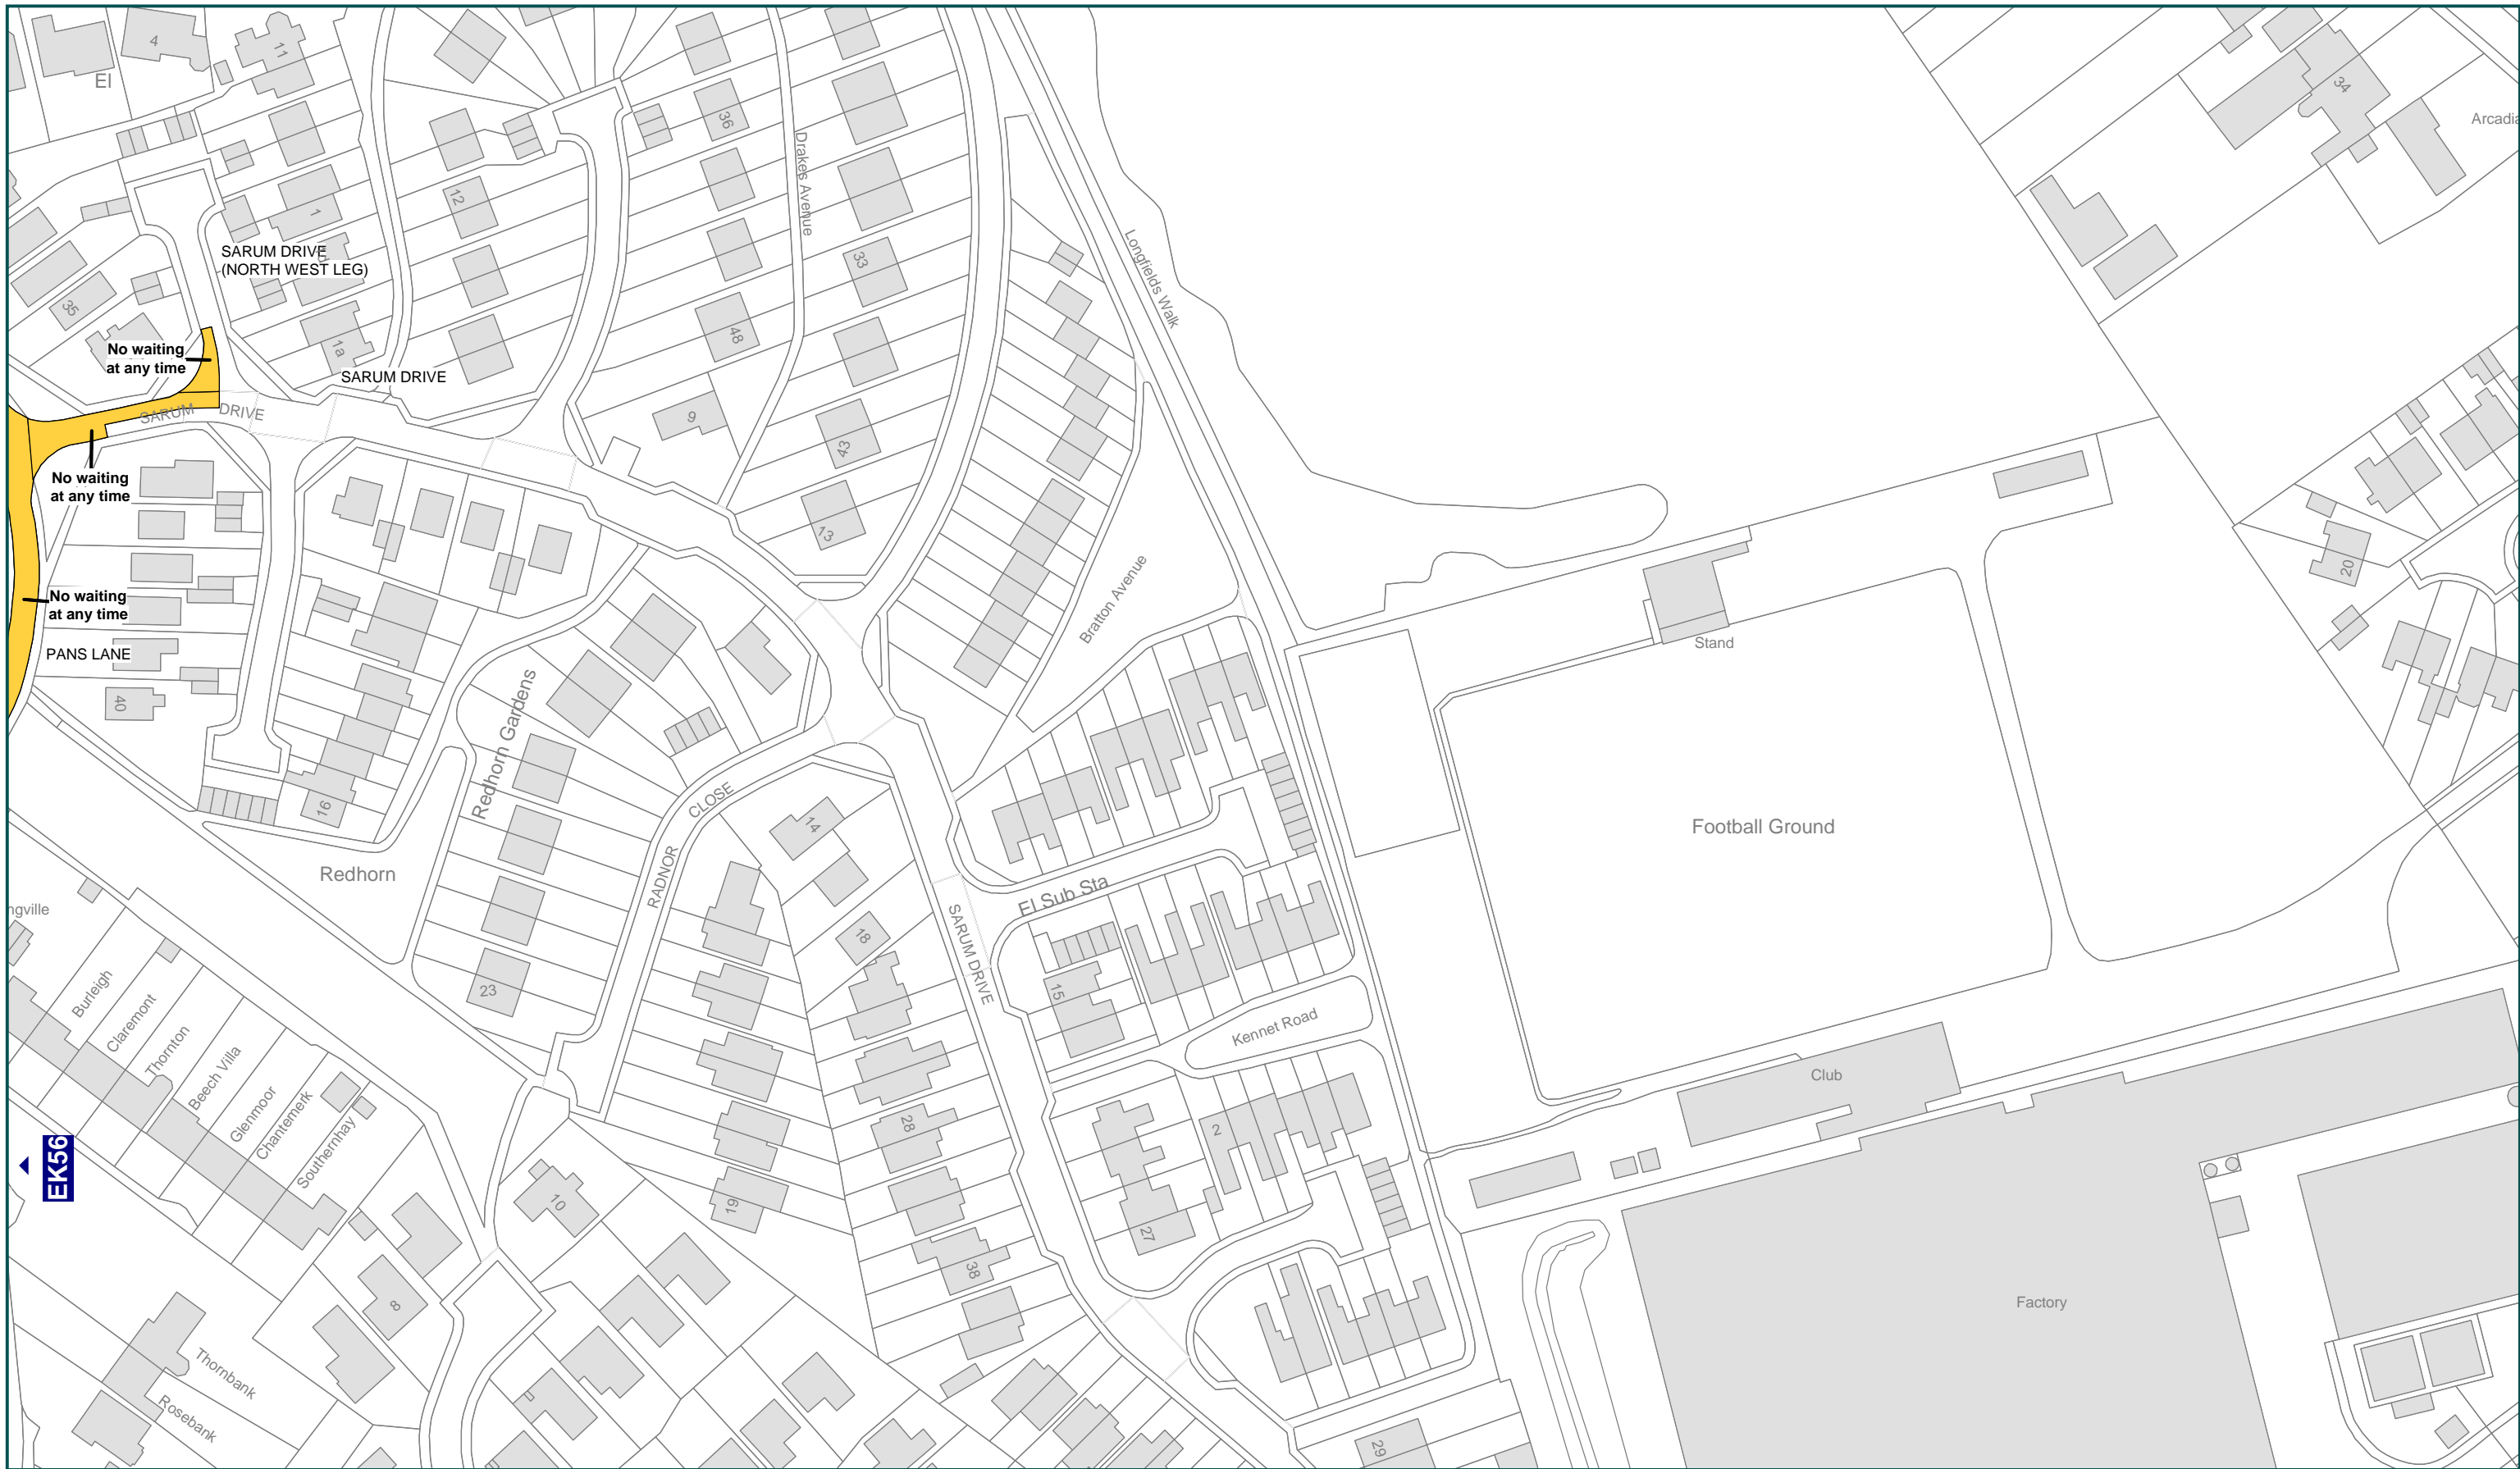 4
11
El
34
Arcadia
36
Drakes Avenue
12
1
SARUM DRIVE
(NORTH WEST LEG)
33
Longfields Walk
35
48
1a
No waiting
at any time
SARUM DRIVE
SARUM DRIVE
9
43
No waiting
at any time
13
20
Bratton Avenue
No waiting
at any time
Stand
PANS LANE
40
Redhorn Gardens
16
CLOSE
14
Football Ground
Redhorn
RADNOR
El Sub Sta
ngville
18
SARUM DRIVE
Burleigh
23
15
Claremont
Kennet Road
Thornton
Beech Villa
Club
Glenmoor
Chantemerk
28
2
Southernhay
EK56
10
19
27
38
8
Factory
Thornbank
Rosebank
29